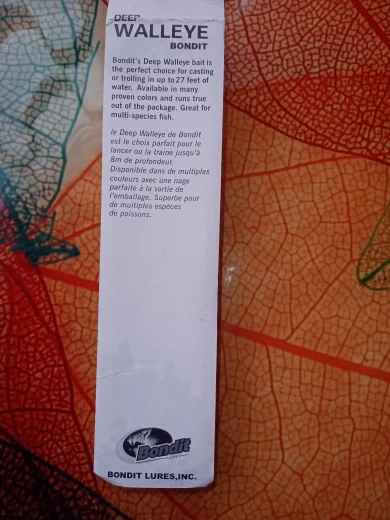 DEEP
WALLEYE
BONDIT
Bondit's Deep Walleye bait is
the perfect choice for casting
or trolling in up to 27 feet of
water. Available in many
proven colors and runs true
out of the package. Great for
multi-species fish.
le Deep Walleye de Bondit
est le choix parfait pour le
lancer ou la traine jusqu'à
8m de profondeur.
Disponible dans de multiples
couleurs avec une nage
parfaite à la sortie de
l'emballage. Superbe pour
de multiples espèces
de poissons.
Bondit
BONDIT LURES,INC.